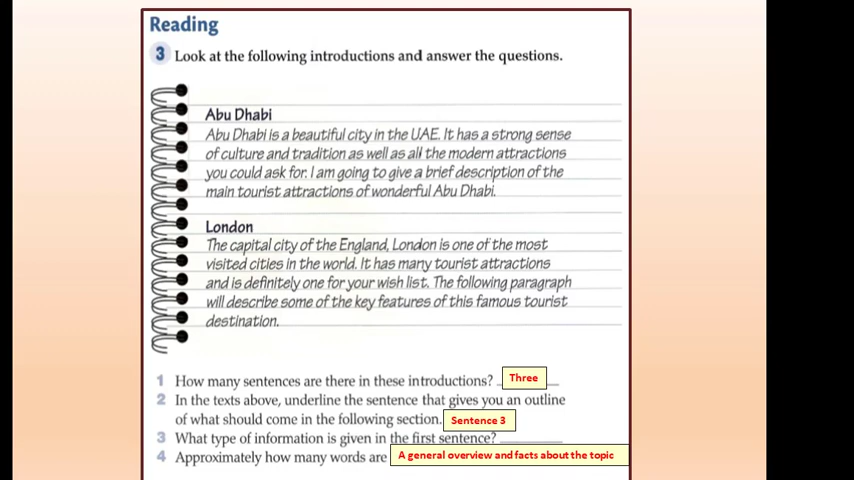 Reading
3 Look at the following introductions and answer the questions.
Abu Dhabi
Abu Dhabi is a beautiful city in the UAE. It has a strong sense
of culture and tradition as well as all the modern attractions
you could ask for. I am going to give a brief description of the
main tourist attractions of wonderful Abu Dhabi.
London
The capital city of the England, London is one of the most
visited cities in the world. It has many tourist attractions
and is definitely one for your wish list. The following paragraph
will describe some of the key features of this famous tourist
destination.
1 How many sentences are there in these introductions? Three
2 In the texts above, underline the sentence that gives you an outline
of what should come in the following section. Sentence 3
3 What type of information is given in the first sentence?
4 Approximately how many words are A general overview and facts about the topic